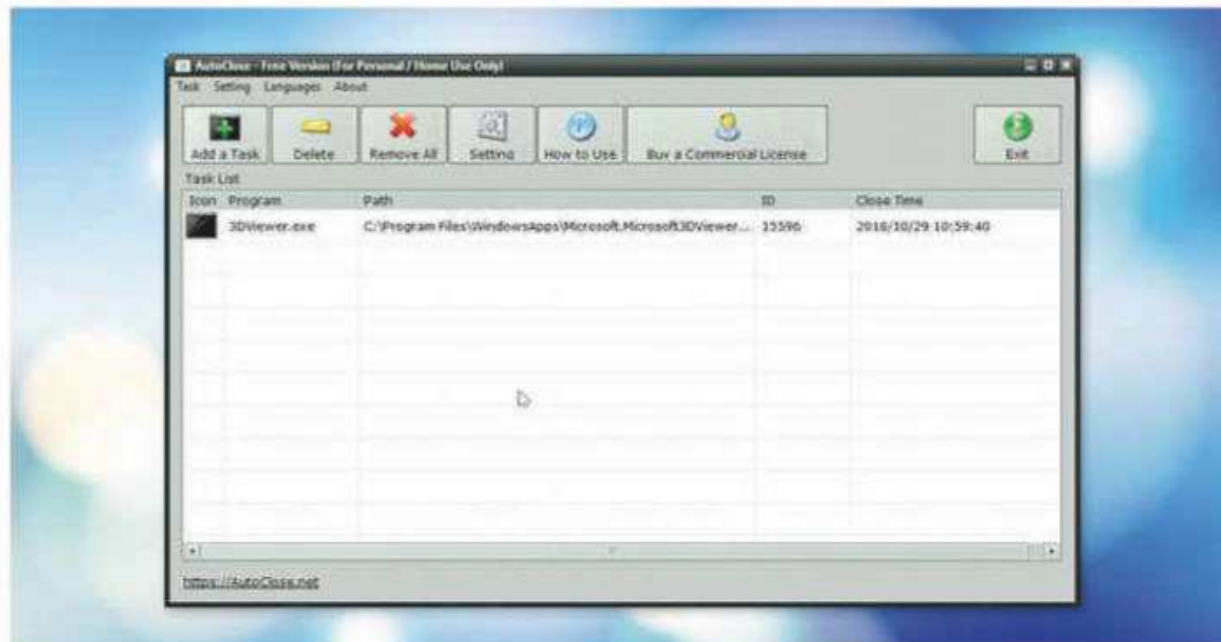 AutoClose - Free Version (For Personal / Home Use Only)
Task Setting Languages About
Add a Task Delete Remove All Setting How to Use Buy a Commercial License Exit
Task List
Icon Program Path ID Close Time
3DViewer.exe C:\Program Files\WindowsApps\Microsoft.Microsoft3DViewer... 15596 2018/10/29 10:59:40
https://AutoClose.net